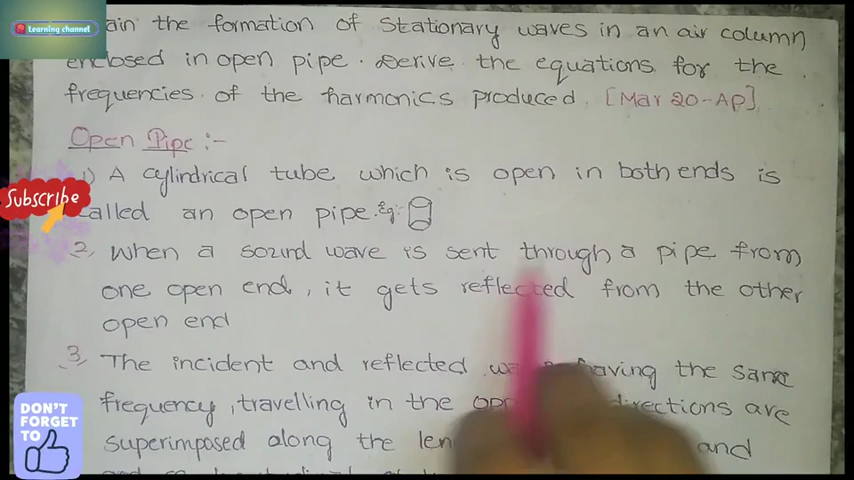 Learning channel
ain the formation of Stationary waves in an air column
enclosed in open pipe. Derive the equations for the
frequencies of the harmonics produced. [Mar 20-AP]
Open Pipe :-
1) A cylindrical tube which is open in both ends is
Subscribe
called an open pipe. Eg:-
2, When a sound wave is sent through a pipe from
one open end, it gets reflected from the other
open end
3, The incident and reflected having the same
frequency, travelling in the directions are
superimposed along the and
DON'T
FORGET
TO